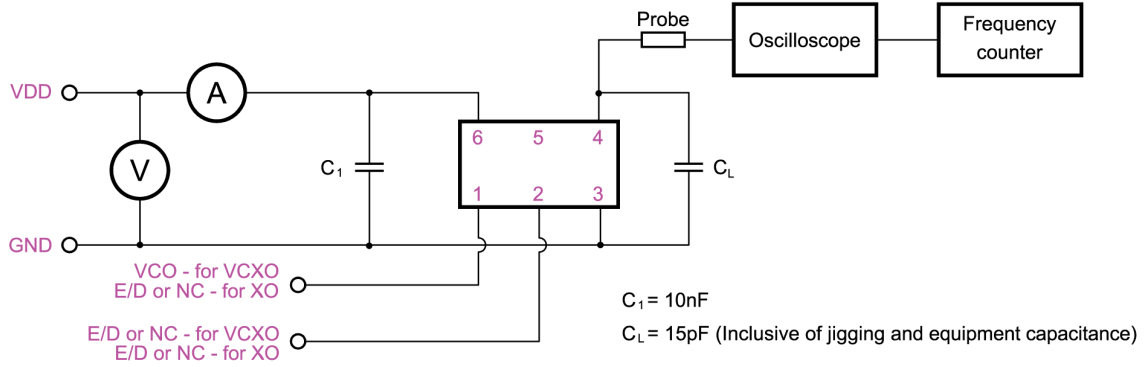 Probe
Oscilloscope
Frequency
counter
VDD
A
6
5
4
V
C1
CL
1
2
3
GND
VCO - for VCXO
E/D or NC - for XO
C1 = 10nF
E/D or NC - for VCXO
E/D or NC - for XO
CL = 15pF (Inclusive of jigging and equipment capacitance)